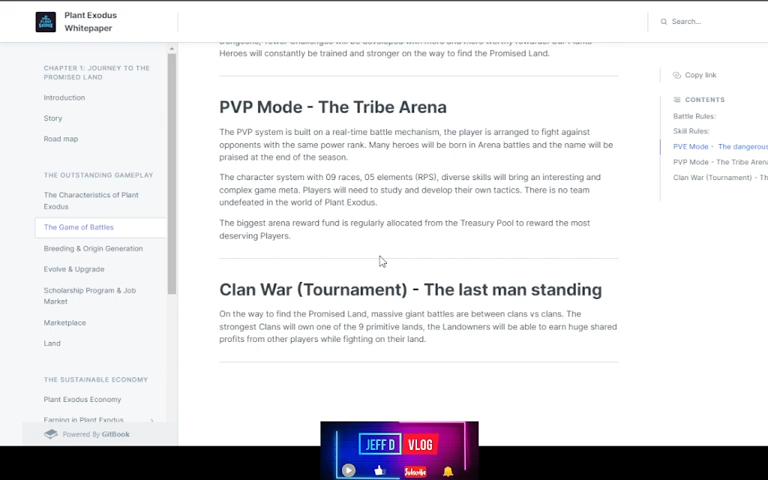 Plant Exodus
Whitepaper
Search...
CHAPTER 1: JOURNEY TO THE
PROMISED LAND
Introduction
Story
Road map
THE OUTSTANDING GAMEPLAY
The Characteristics of Plant
Exodus
The Game of Battles
Breeding & Origin Generation
Evolve & Upgrade
Scholarship Program & Job
Market
Marketplace
Land
THE SUSTAINABLE ECONOMY
Plant Exodus Economy
Earning in Plant Exodus
Powered By GitBook
Heroes will constantly be trained and stronger on the way to find the Promised Land.
PVP Mode - The Tribe Arena
The PVP system is built on a real-time battle mechanism, the player is arranged to fight against
opponents with the same power rank. Many heroes will be born in Arena battles and the name will be
praised at the end of the season.
The character system with 09 races, 05 elements (RPS), diverse skills will bring an interesting and
complex game meta. Players will need to study and develop their own tactics. There is no team
undefeated in the world of Plant Exodus.
The biggest arena reward fund is regularly allocated from the Treasury Pool to reward the most
deserving Players.
Clan War (Tournament) - The last man standing
On the way to find the Promised Land, massive giant battles are between clans vs clans. The
strongest Clans will own one of the 9 primitive lands, the Landowners will be able to earn huge shared
profits from other players while fighting on their land.
Copy link
CONTENTS
Battle Rules:
Skill Rules:
PVE Mode - The dangerous
PVP Mode - The Tribe Arena
Clan War (Tournament) - Th
JEFF D VLOG
Subscribe